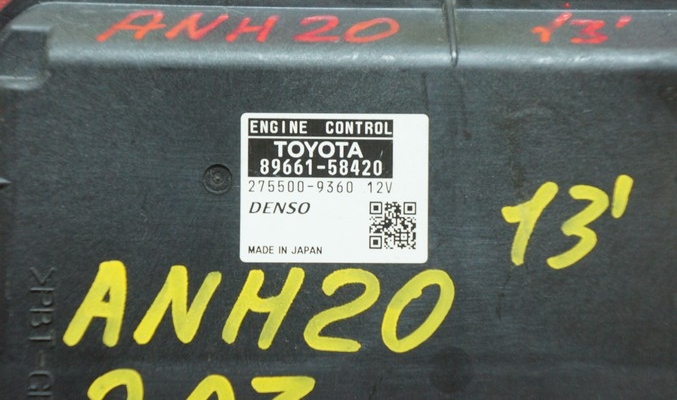 ANH20 13'
ENGINE CONTROL
TOYOTA
89661-58420
275500-9360 12V
DENSO
MADE IN JAPAN
13'
ANH20